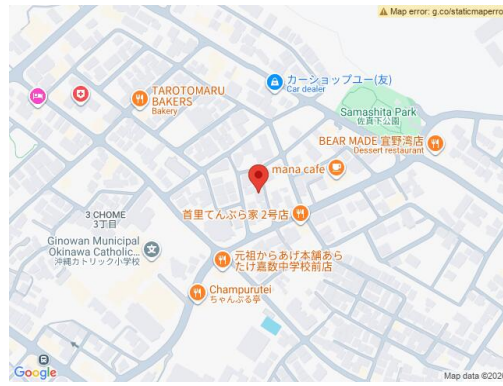 Map error: g.co/staticmaperro
カーショップユー(友)
Car dealer
TAROTOMARU
BAKERS
Bakery
Samashita Park
佐真下公園
BEAR MADE 宜野湾店
Dessert restaurant
mana cafe
首里てんぷら家 2号店
3 CHOME
3丁目
Ginowan Municipal
Okinawa Catholic...
沖縄カトリック小学校
元祖からあげ本舗あら
たけ嘉数中学校前店
Champurutei
ちゃんぷる亭
Google
Map data ©202